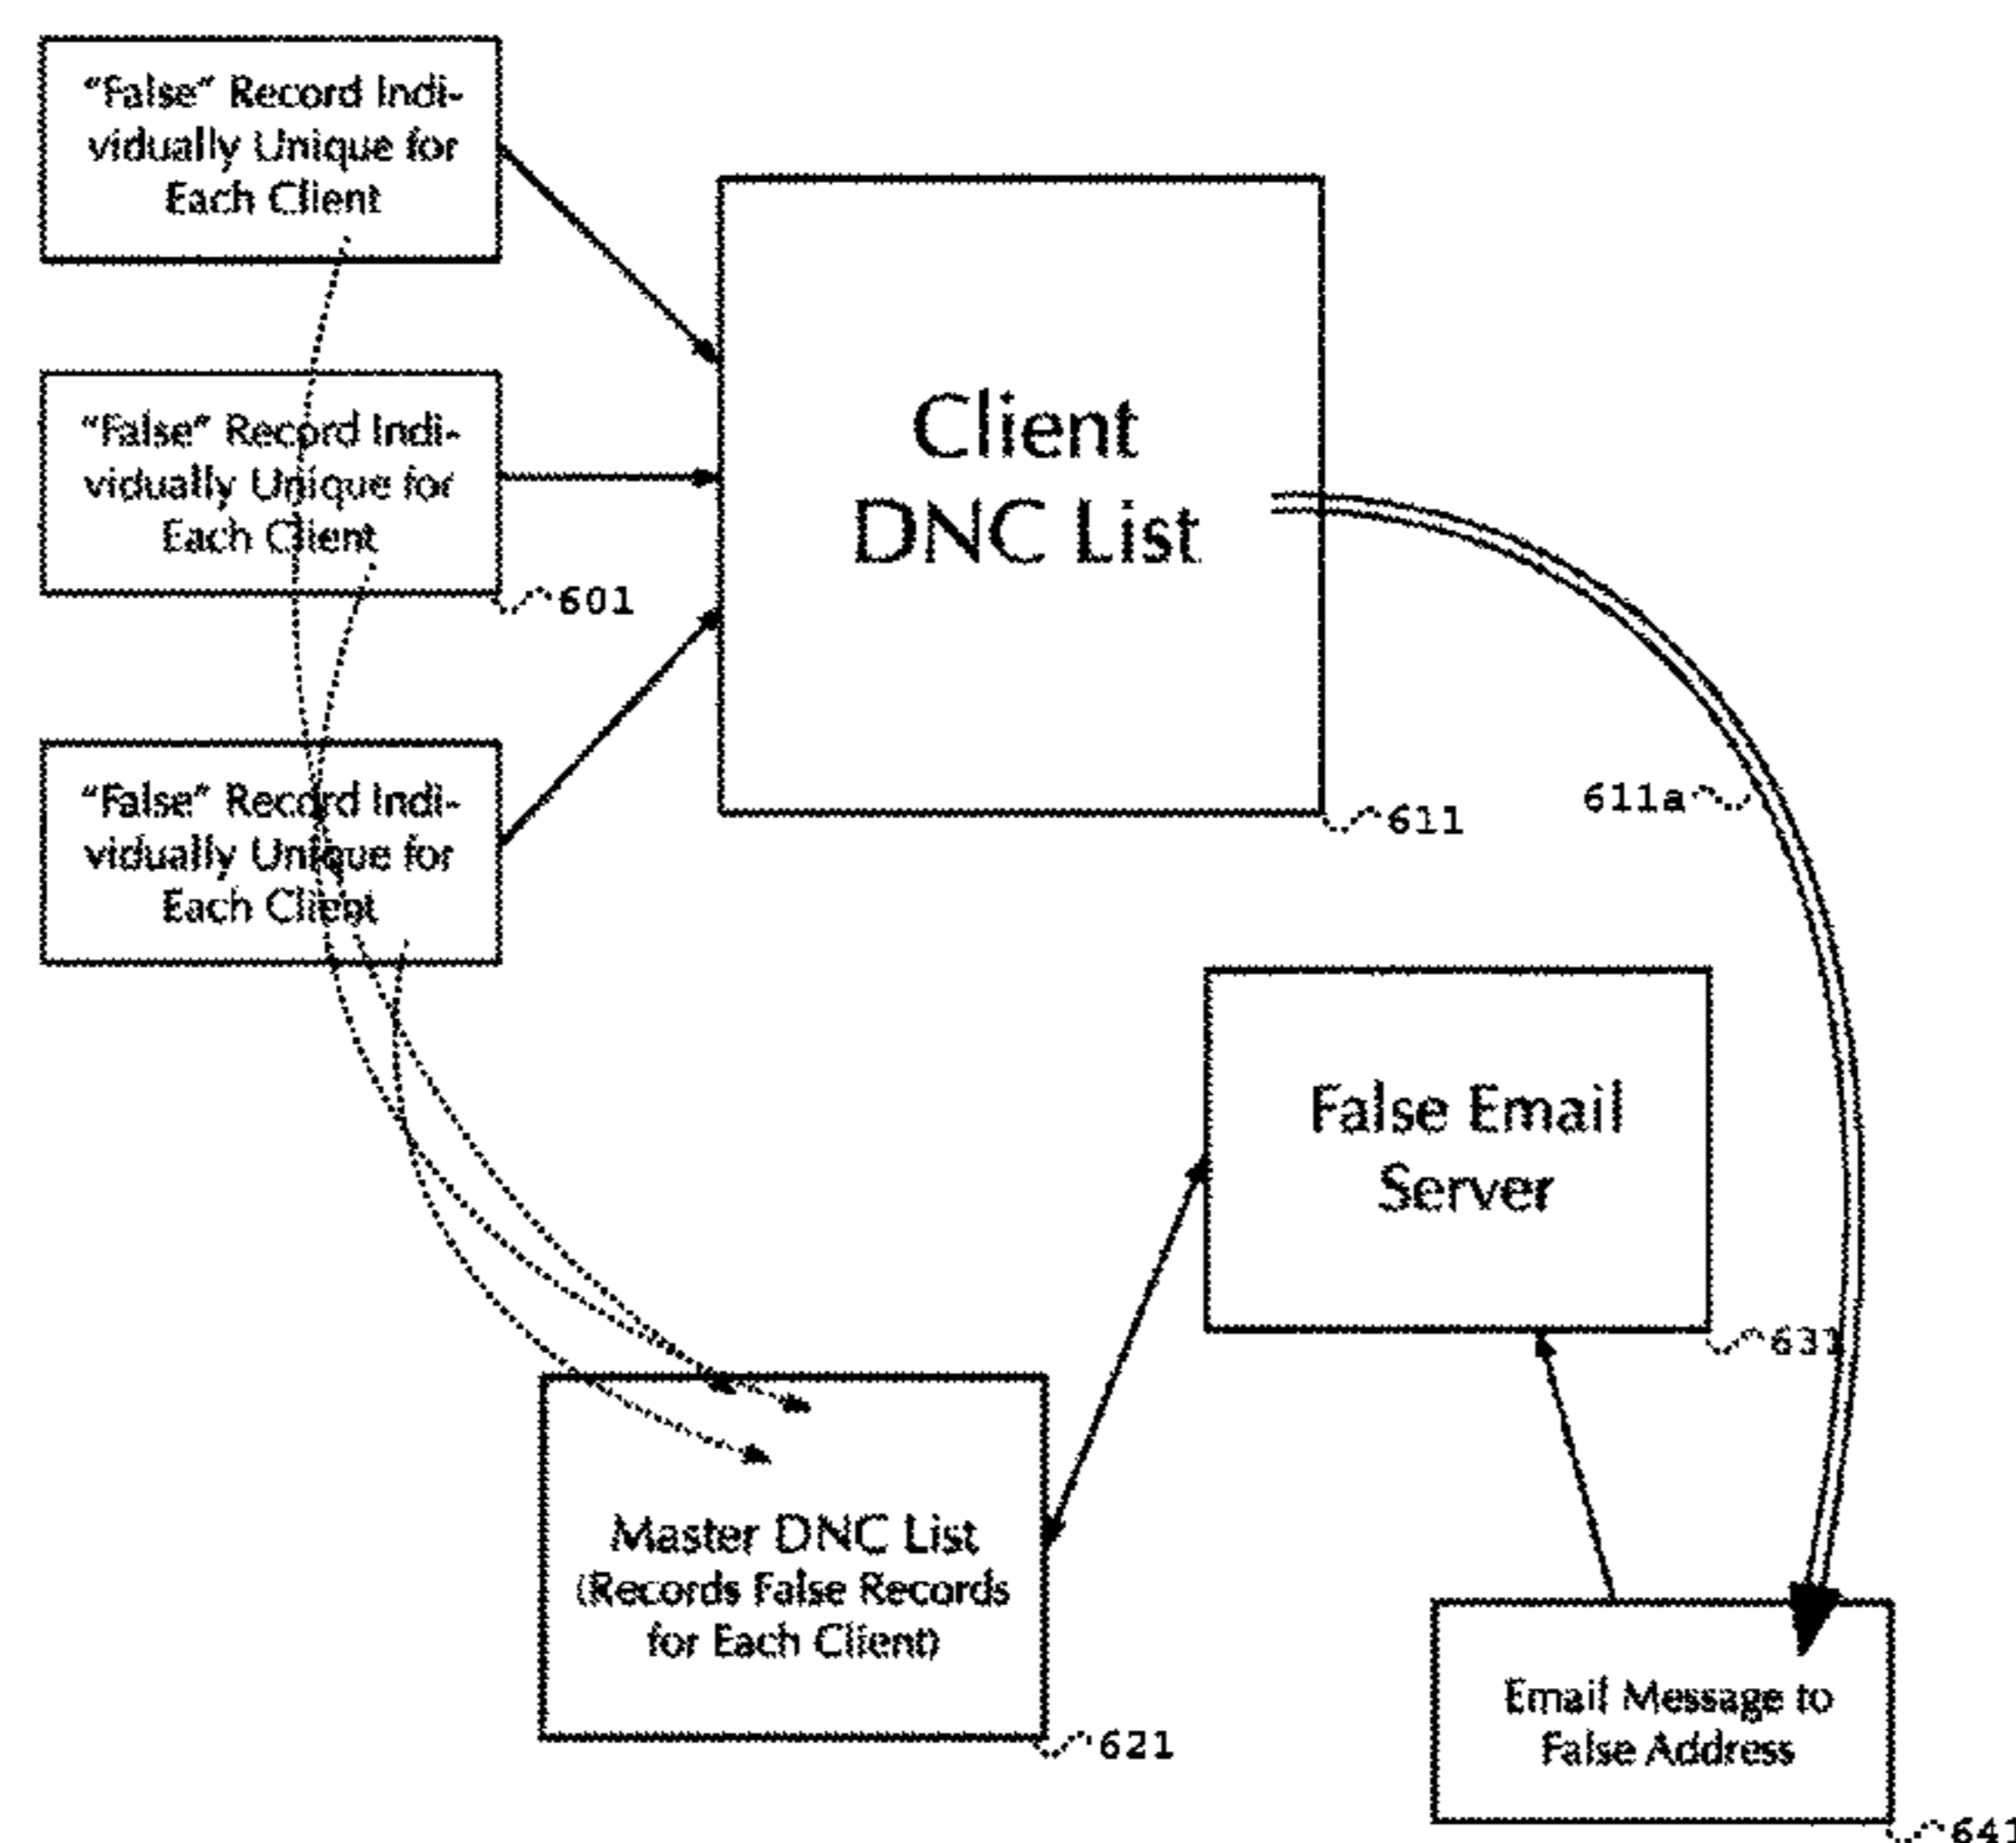 “False” Record Indi-
vidually Unique for
Each Client
“False” Record Indi-
vidually Unique for
Each Client
601
“False” Record Indi-
vidually Unique for
Each Client
Client
DNC List
611
611a
False Email
Server
631
Master DNC List
(Records False Records
for Each Client)
621
Email Message to
False Address
641